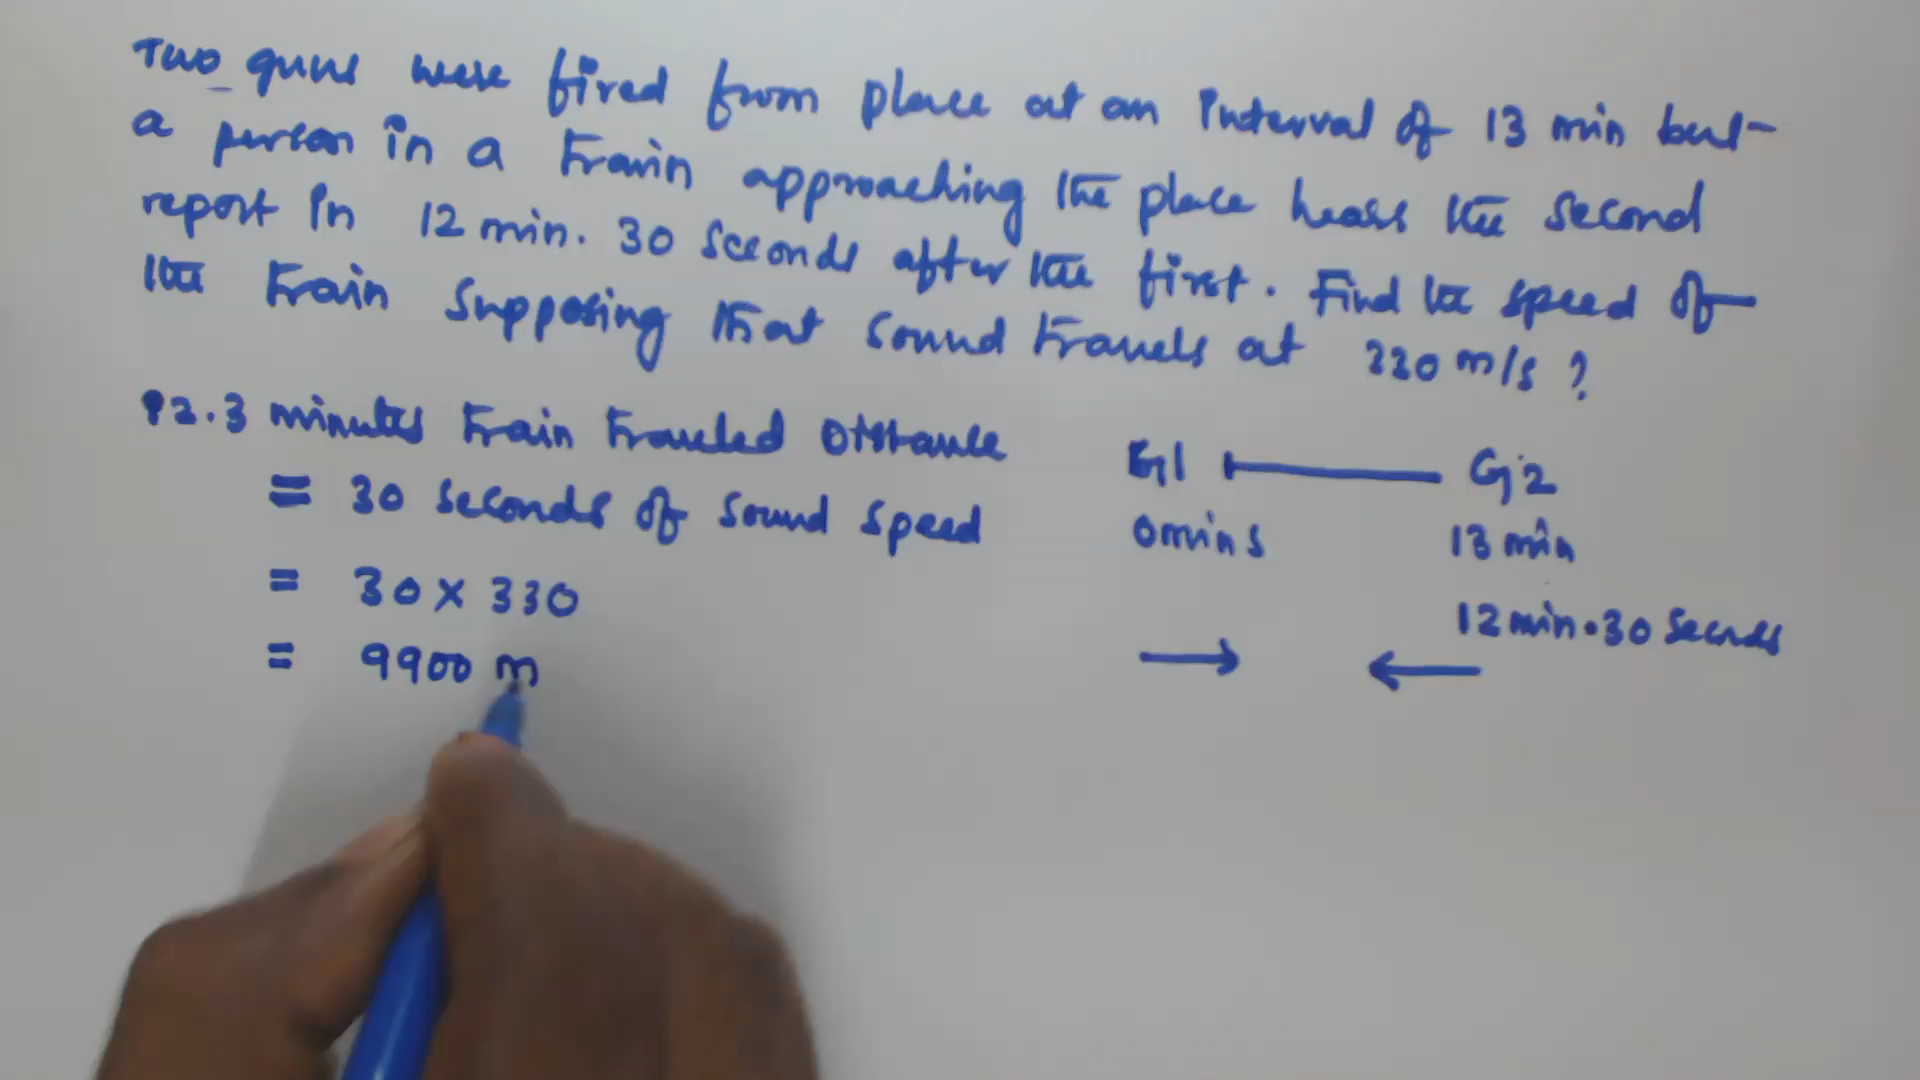 Two guns were fired from place at an Interval of 13 min but
a person in a train approaching the place hears the second
report in 12 min. 30 seconds after the first. Find the speed of
the train supposing that sound travels at 330 m/s ?
12.3 minutes train traveled distance
= 30 seconds of sound speed
= 30 x 330
= 9900 m
G1 G2
0mins 13 min
12 min. 30 Seconds